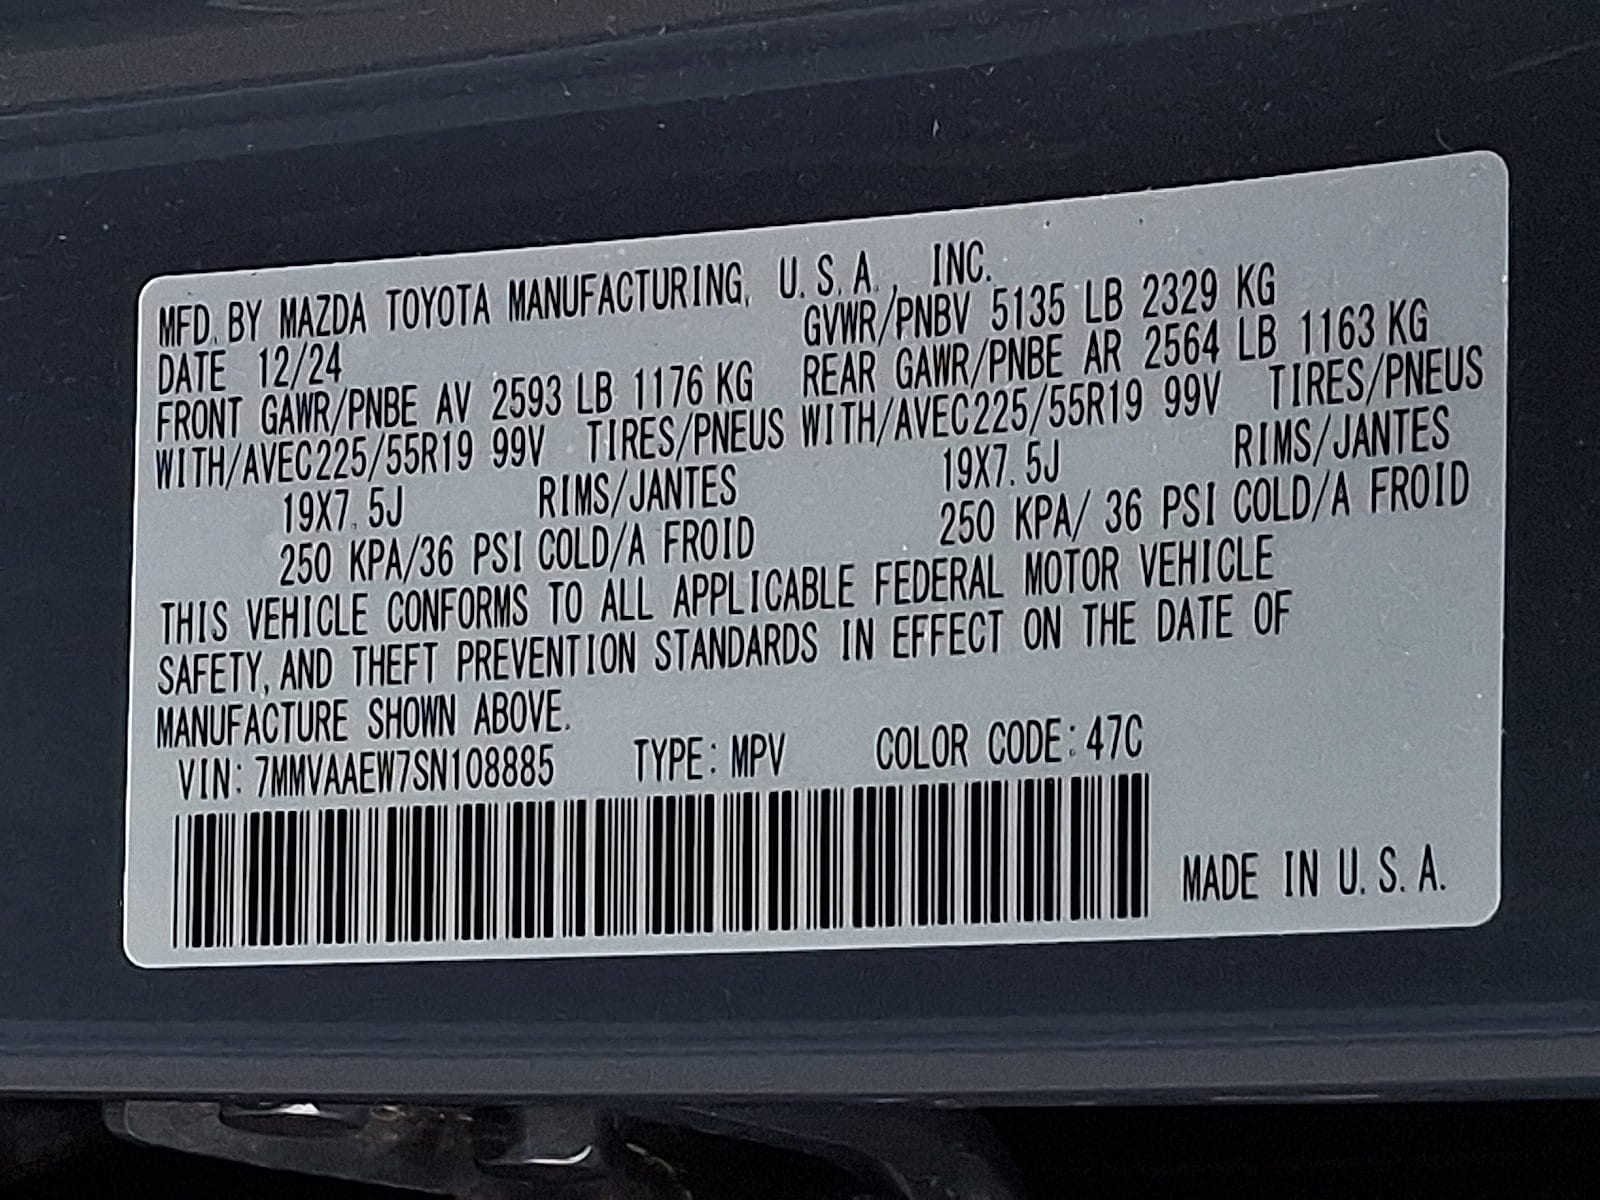 MFD. BY MAZDA TOYOTA MANUFACTURING, U.S.A., INC.
DATE 12/24 GVWR/PNBV 5135 LB 2329 KG
FRONT GAWR/PNBE AV 2593 LB 1176 KG REAR GAWR/PNBE AR 2564 LB 1163 KG
WITH/AVEC225/55R19 99V TIRES/PNEUS WITH/AVEC225/55R19 99V TIRES/PNEUS
19X7.5J RIMS/JANTES 19X7.5J RIMS/JANTES
250 KPA/36 PSI COLD/A FROID 250 KPA/ 36 PSI COLD/A FROID
THIS VEHICLE CONFORMS TO ALL APPLICABLE FEDERAL MOTOR VEHICLE
SAFETY, AND THEFT PREVENTION STANDARDS IN EFFECT ON THE DATE OF
MANUFACTURE SHOWN ABOVE.
VIN: 7MMVAAEW7SN108885 TYPE: MPV COLOR CODE: 47C
MADE IN U.S.A.